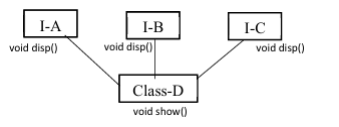 I-A
I-B
I-C
void disp()
void disp()
void disp()
Class-D
void show()